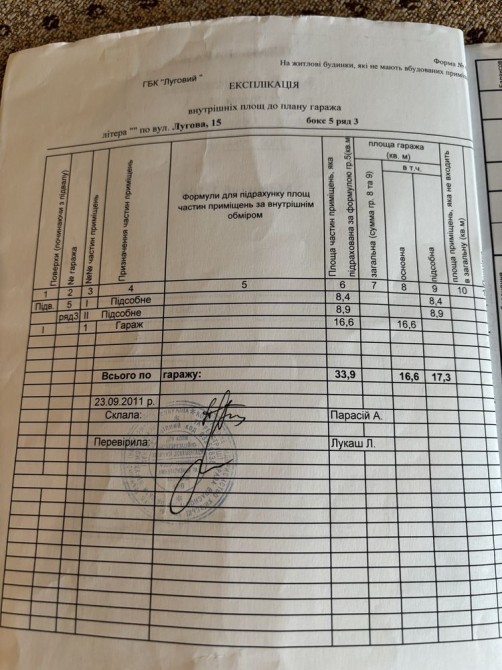 Форма №
На житлові будинки, які не мають вбудованих
ГБК "Луговий "
ЕКСПЛІКАЦІЯ
внутрішніх площ до плану гаража
літера "" по вул. Лугова, 15 бокс 5 ряд 3
Поверхи (починаючи з підвалу)
№ гаража
№№ частин приміщень
Призначення частин приміщень
Формули для підрахунку площ
частин приміщень за внутрішнім
обміром
Площа частин приміщень, яка
підрахована за формулою гр.5(кв.м
площа гаража
(кв. м)
загальна (сумма гр. 8 та 9)
в т.ч.
основна
підсобна
площа приміщень, яка не входить
в загальну (кв.м)
1 2 3 4 5 6 7 8 9 10
Підв. 5 I Підсобне 8,4 8,4
ряд3 II Підсобне 8,9 8,9
I 1 Гараж 16,6 16,6
Всього по гаражу: 33,9 16,6 17,3
23.09.2011 р.
Склала: Парасій А.
Перевірила: Лукаш Л.